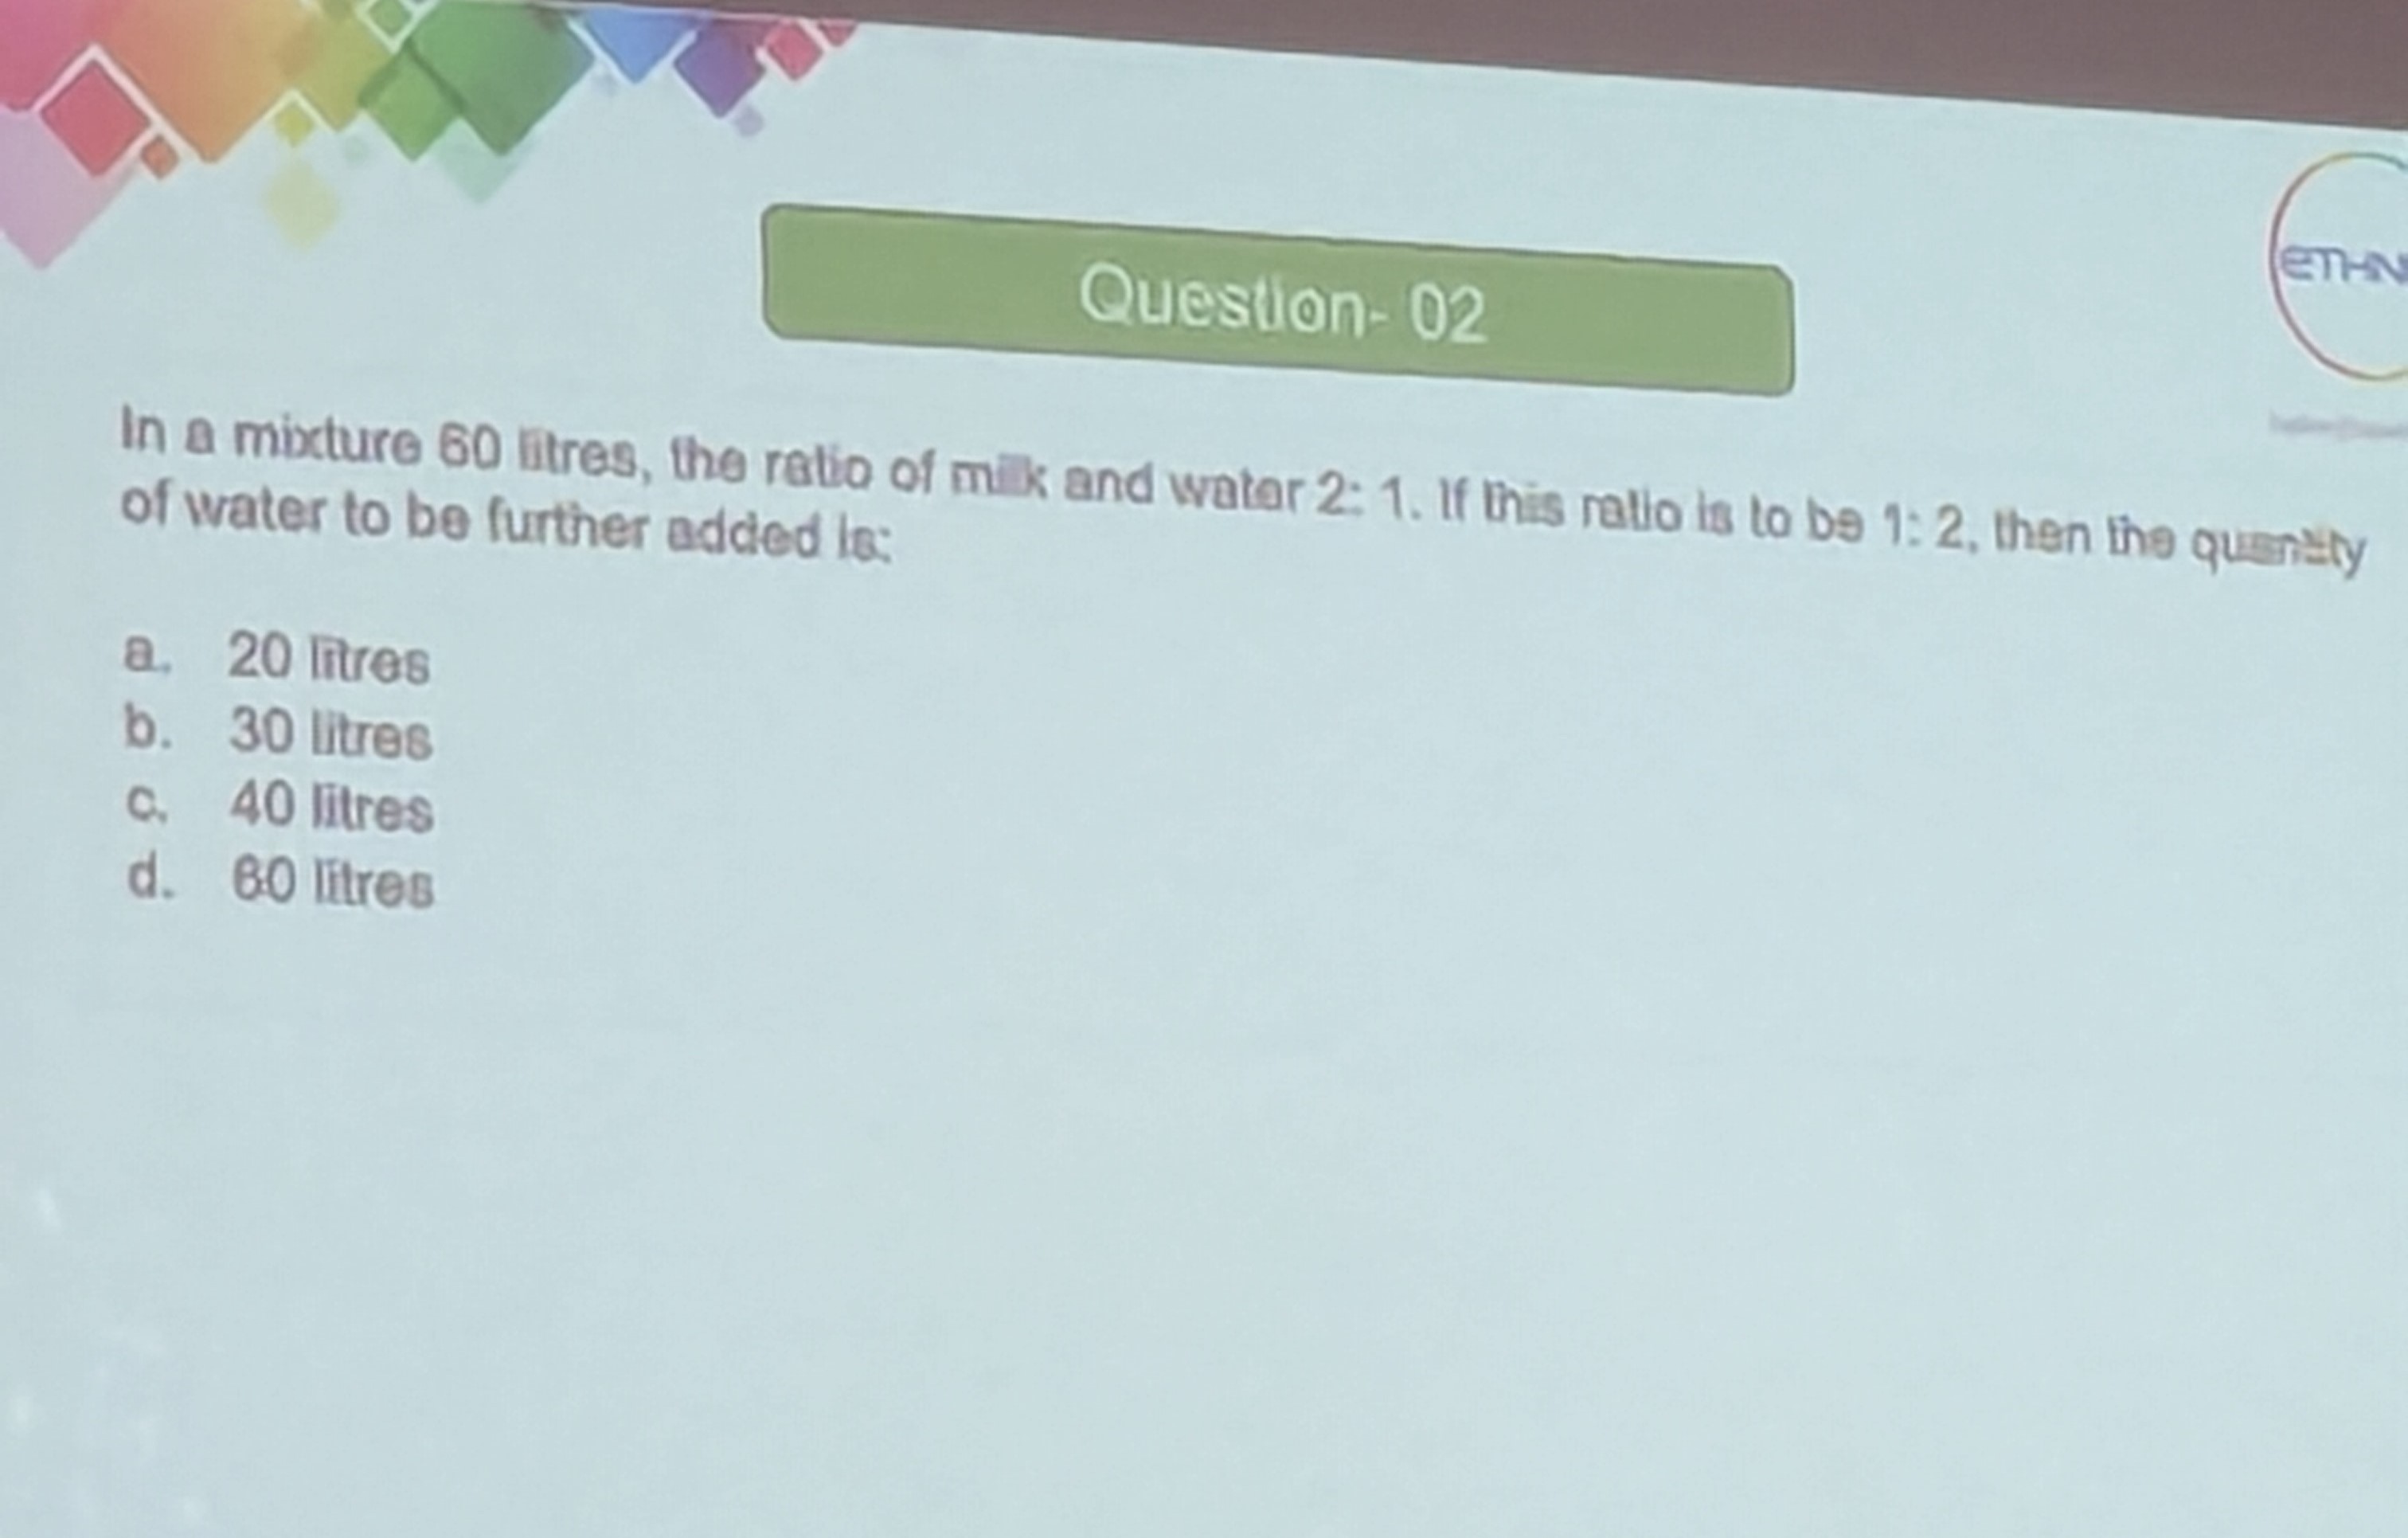 Question- 02
ETHN
In a mixture 60 litres, the ratio of milk and water 2: 1. If this ratio is to be 1: 2, then the quantity
of water to be further added is:
a. 20 litres
b. 30 litres
c. 40 litres
d. 60 litres